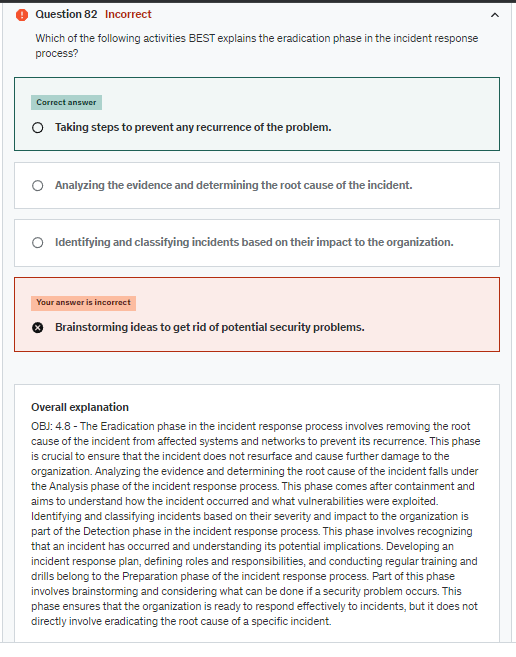 Question 82 Incorrect
Which of the following activities BEST explains the eradication phase in the incident response
process?
Correct answer
Taking steps to prevent any recurrence of the problem.
Analyzing the evidence and determining the root cause of the incident.
Identifying and classifying incidents based on their impact to the organization.
Your answer is incorrect
Brainstorming ideas to get rid of potential security problems.
Overall explanation
OBJ: 4.8 - The Eradication phase in the incident response process involves removing the root
cause of the incident from affected systems and networks to prevent its recurrence. This phase
is crucial to ensure that the incident does not resurface and cause further damage to the
organization. Analyzing the evidence and determining the root cause of the incident falls under
the Analysis phase of the incident response process. This phase comes after containment and
aims to understand how the incident occurred and what vulnerabilities were exploited.
Identifying and classifying incidents based on their severity and impact to the organization is
part of the Detection phase in the incident response process. This phase involves recognizing
that an incident has occurred and understanding its potential implications. Developing an
incident response plan, defining roles and responsibilities, and conducting regular training and
drills belong to the Preparation phase of the incident response process. Part of this phase
involves brainstorming and considering what can be done if a security problem occurs. This
phase ensures that the organization is ready to respond effectively to incidents, but it does not
directly involve eradicating the root cause of a specific incident.